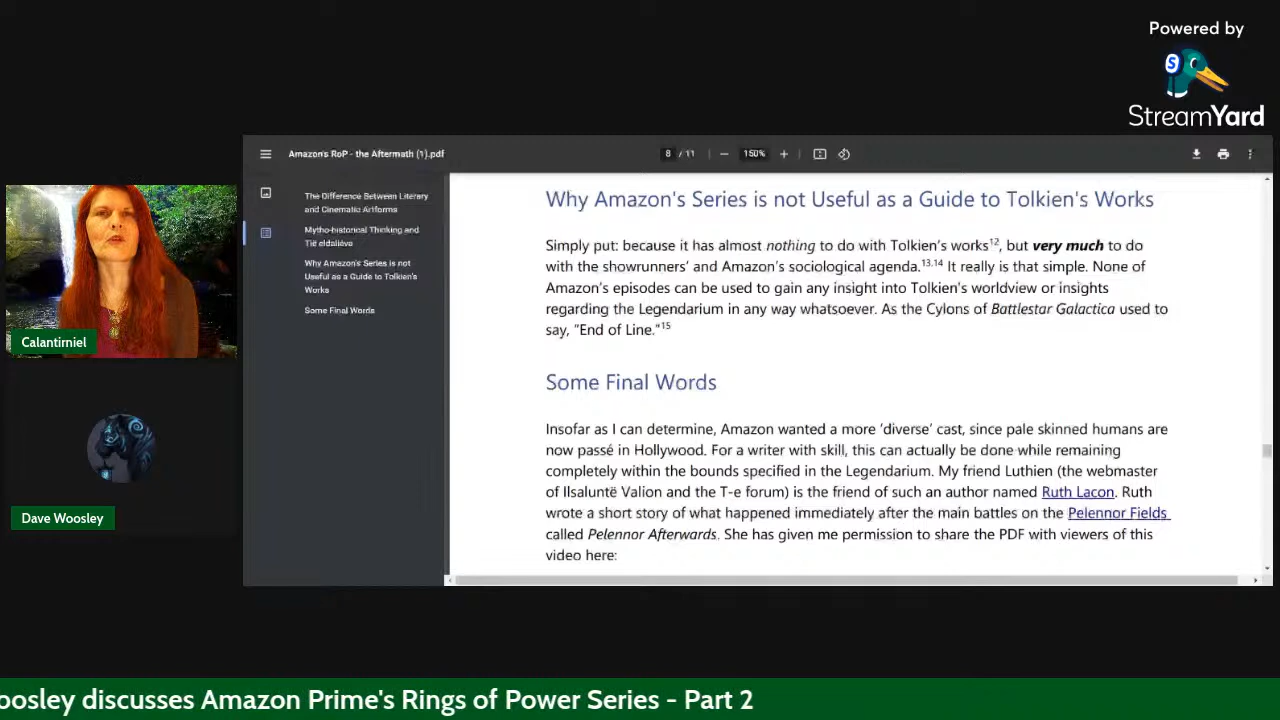 Powered by
S
StreamYard
Amazon's RoP - the Aftermath (1).pdf
8 / 11
150%
The Difference Between Literary
and Cinematic Artforms
Mytho-historical Thinking and
Tië eldaliéva
Why Amazon's Series is not
Useful as a Guide to Tolkien's
Works
Some Final Words
Why Amazon's Series is not Useful as a Guide to Tolkien's Works
Simply put: because it has almost nothing to do with Tolkien's works12, but very much to do
with the showrunners' and Amazon's sociological agenda.13,14 It really is that simple. None of
Amazon's episodes can be used to gain any insight into Tolkien's worldview or insights
regarding the Legendarium in any way whatsoever. As the Cylons of Battlestar Galactica used to
say, "End of Line."15
Some Final Words
Insofar as I can determine, Amazon wanted a more 'diverse' cast, since pale skinned humans are
now passé in Hollywood. For a writer with skill, this can actually be done while remaining
completely within the bounds specified in the Legendarium. My friend Luthien (the webmaster
of Ilsaluntë Valion and the T-e forum) is the friend of such an author named Ruth Lacon. Ruth
wrote a short story of what happened immediately after the main battles on the Pelennor Fields
called Pelennor Afterwards. She has given me permission to share the PDF with viewers of this
video here:
Calantirniel
Dave Woosley
oosley discusses Amazon Prime's Rings of Power Series - Part 2